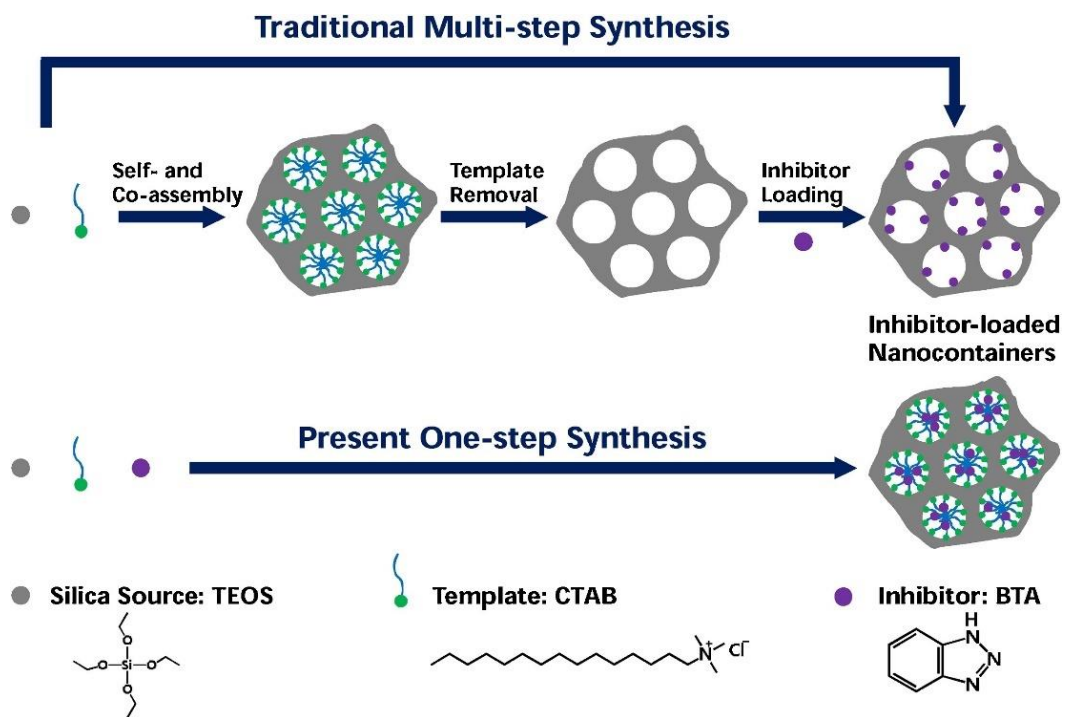 Traditional Multi-step Synthesis
Self- and
Co-assembly
Template
Removal
Inhibitor
Loading
Inhibitor-loaded
Nanocontainers
Present One-step Synthesis
Silica Source: TEOS
Template: CTAB
Inhibitor: BTA
O
O Si O
O
N+ Cl−
H
N
N
N